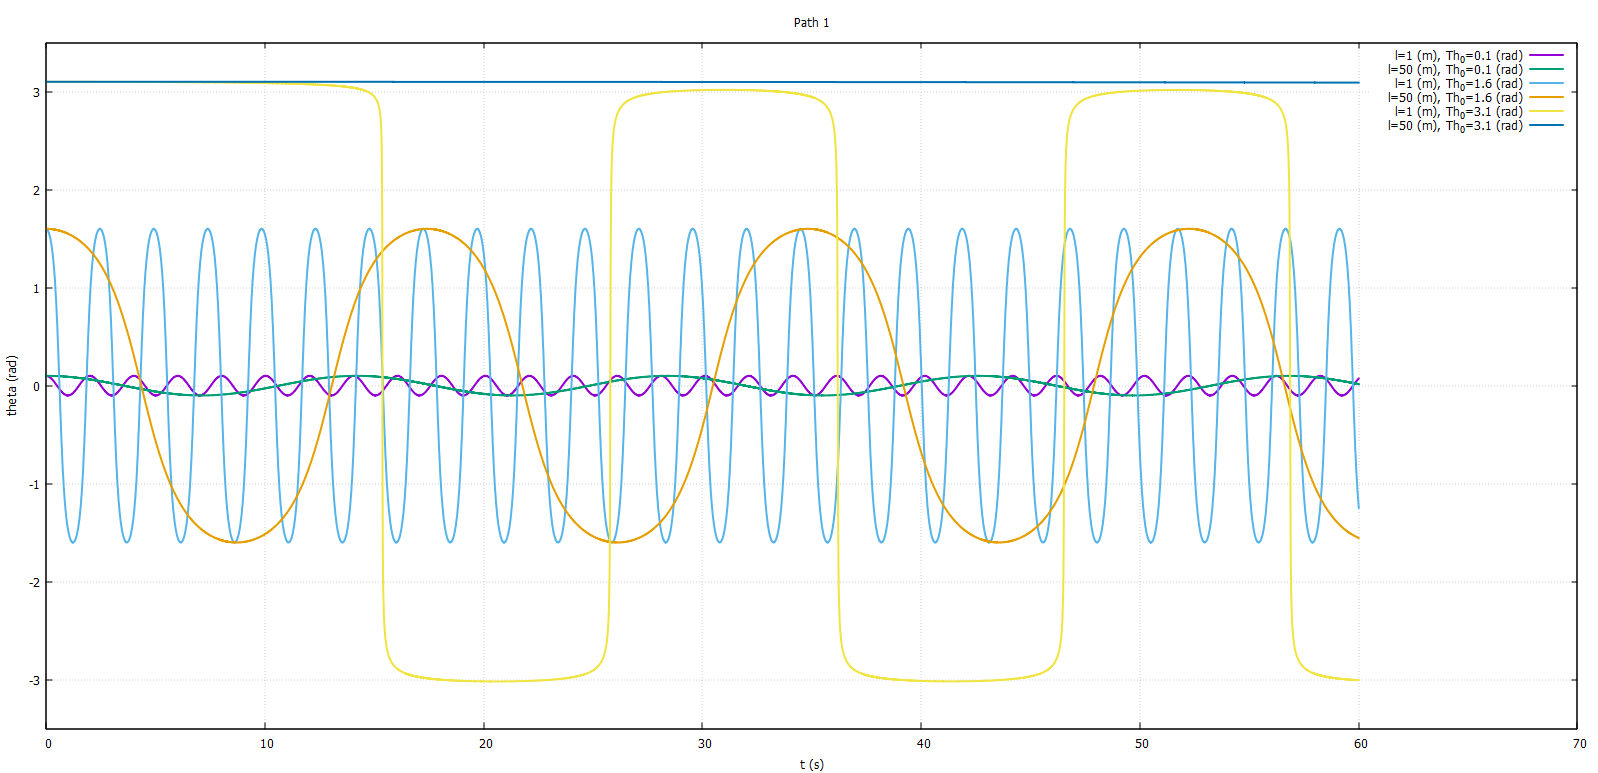 Path 1
l=1 (m), Th₀=0.1 (rad)
l=50 (m), Th₀=0.1 (rad)
l=1 (m), Th₀=1.6 (rad)
l=50 (m), Th₀=1.6 (rad)
l=1 (m), Th₀=3.1 (rad)
l=50 (m), Th₀=3.1 (rad)
3
2
1
0
-1
-2
-3
theta (rad)
0 10 20 30 40 50 60 70
t (s)